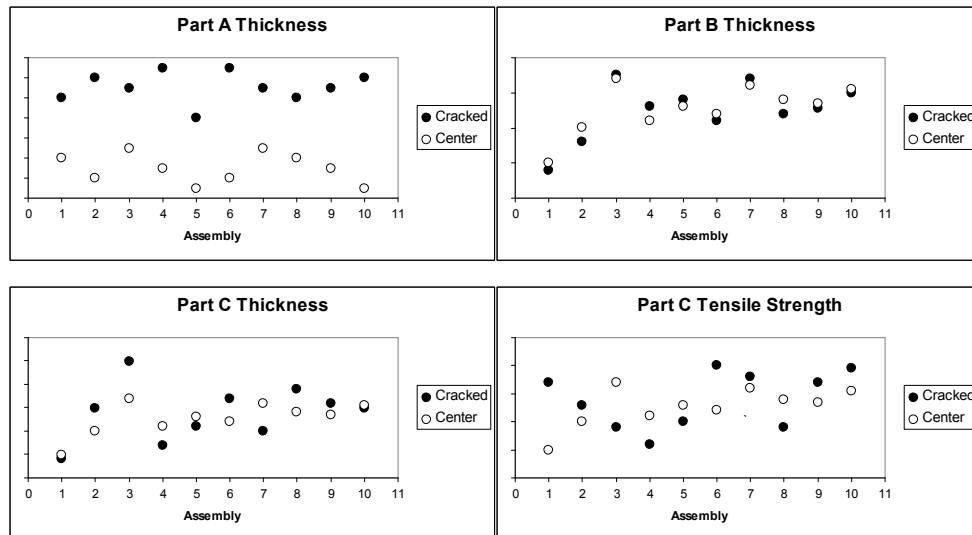 Part A Thickness
Cracked
Center
0 1 2 3 4 5 6 7 8 9 10 11
Assembly
Part B Thickness
Cracked
Center
0 1 2 3 4 5 6 7 8 9 10 11
Assembly
Part C Thickness
Cracked
Center
0 1 2 3 4 5 6 7 8 9 10 11
Assembly
Part C Tensile Strength
Cracked
Center
0 1 2 3 4 5 6 7 8 9 10 11
Assembly